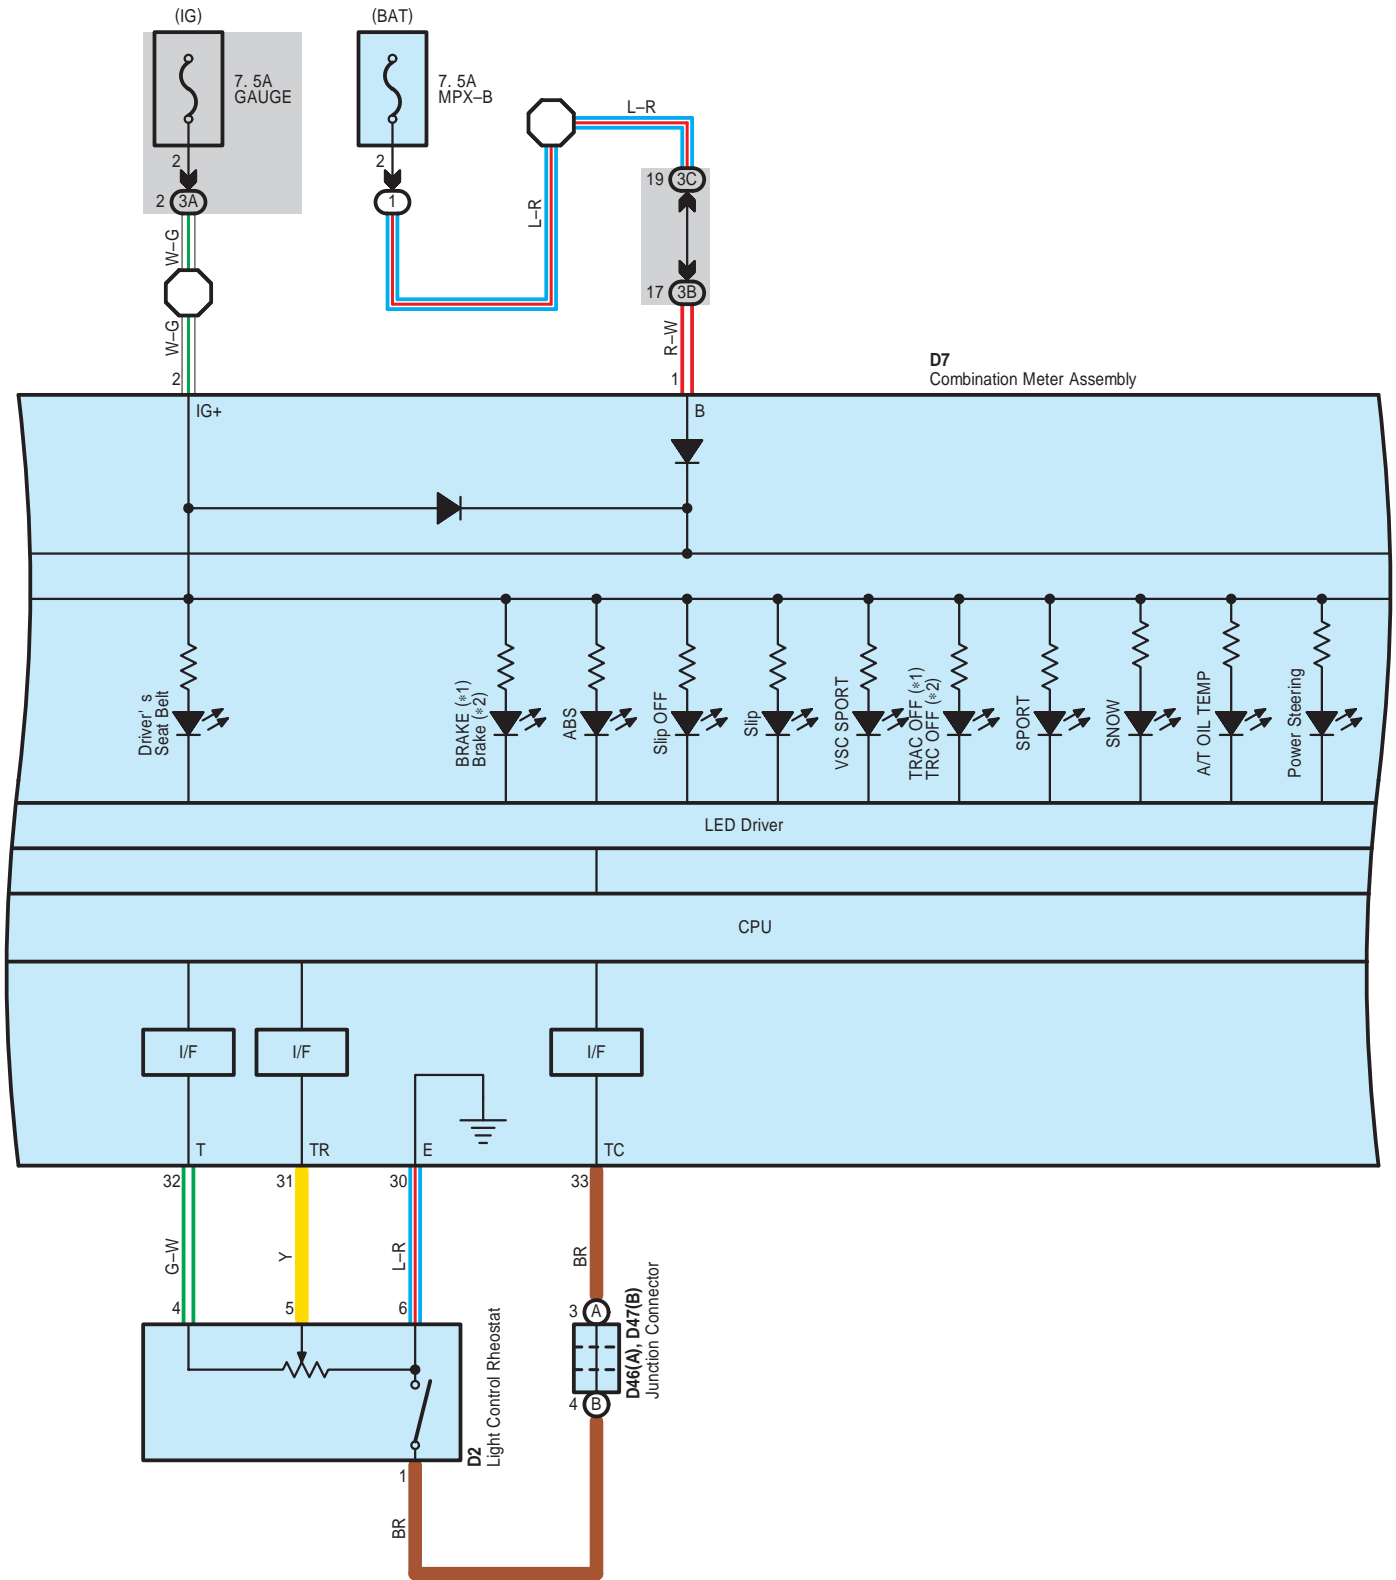 (IG)
(BAT)
7. 5A
GAUGE
7. 5A
MPX–B
2
2
2 3A
1
W–G
W–G
2
L–R
L–R
19 3C
17 3B
R–W
1
D7
Combination Meter Assembly
IG+
B
Driver' s
Seat Belt
BRAKE (∗1)
Brake (∗2)
ABS
Slip OFF
Slip
VSC SPORT
TRAC OFF (∗1)
TRC OFF (∗2)
SPORT
SNOW
A/T OIL TEMP
Power Steering
LED Driver
CPU
I/F
I/F
I/F
T
TR
E
TC
32
31
30
33
G–W
Y
L–R
BR
4
5
6
3 A
D46(A), D47(B)
Junction Connector
4 B
D2
Light Control Rheostat
1
BR